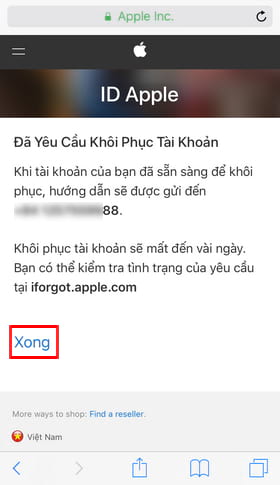 Apple Inc.
ID Apple
Đã Yêu Cầu Khôi Phục Tài Khoản
Khi tài khoản của bạn đã sẵn sàng để khôi
phục, hướng dẫn sẽ được gửi đến
88.
Khôi phục tài khoản sẽ mất đến vài ngày.
Bạn có thể kiểm tra tình trạng của yêu cầu
tại iforgot.apple.com
Xong
More ways to shop: Find a reseller.
Việt Nam